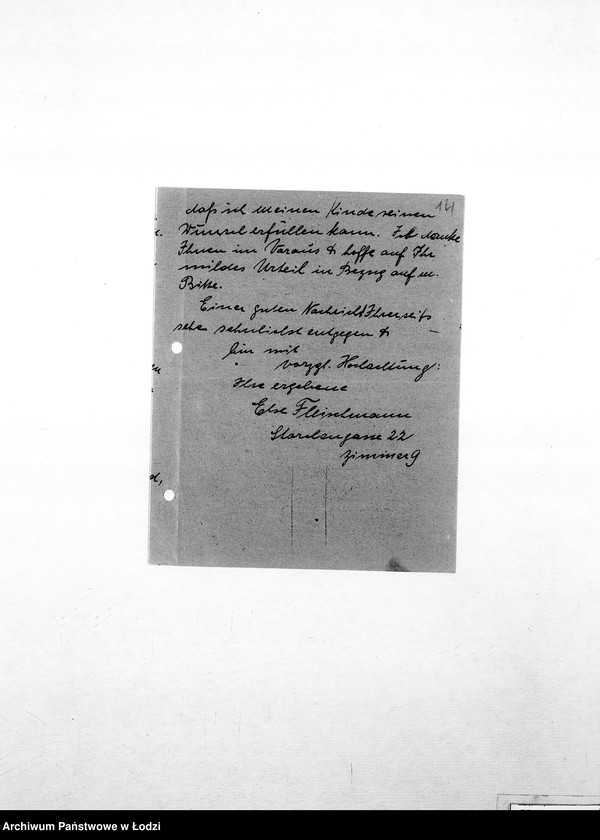 141
daß ich meinen Kinde seinen
Wunsch erfüllen kann. Ich danke
Ihnen im Voraus & hoffe auf Ihr
mildes Urteil in Bezug auf m.
Bitte.
Einer guten Nachricht Ihrerseits
sehe sehnlichst entgegen & –
bin mit
vorzgl. Hochachtung:
Ihre ergebene
Else Fleischmann
Storchengasse 22
Zimmer 9
Archiwum Państwowe w Łodzi